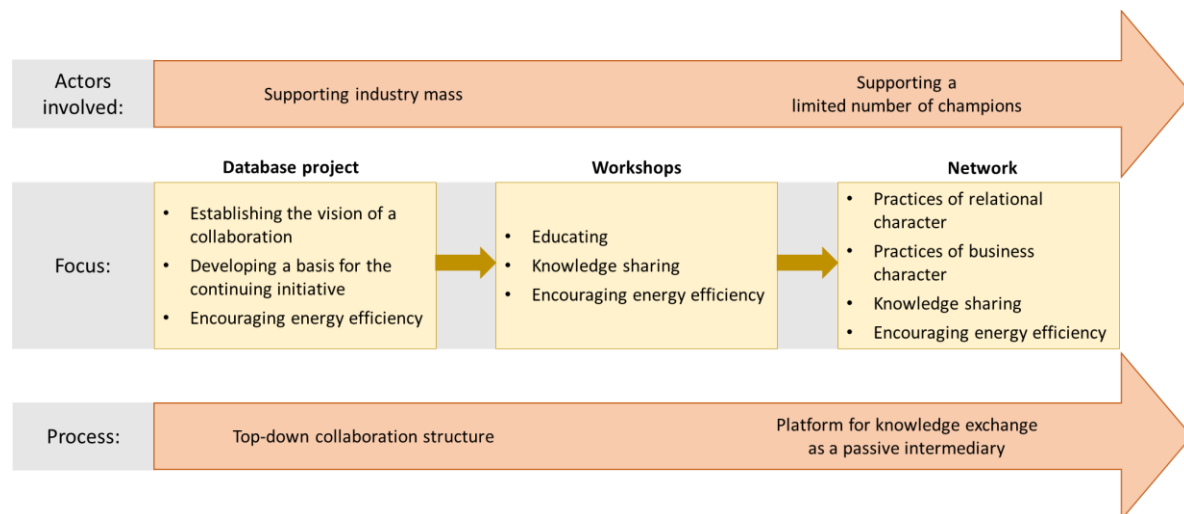 Actors
involved:
Supporting industry mass
Supporting a
limited number of champions
Database project
Workshops
Network
Focus:
• Establishing the vision of a
collaboration
• Developing a basis for the
continuing initiative
• Encouraging energy efficiency
• Educating
• Knowledge sharing
• Encouraging energy efficiency
• Practices of relational
character
• Practices of business
character
• Knowledge sharing
• Encouraging energy efficiency
Process:
Top-down collaboration structure
Platform for knowledge exchange
as a passive intermediary